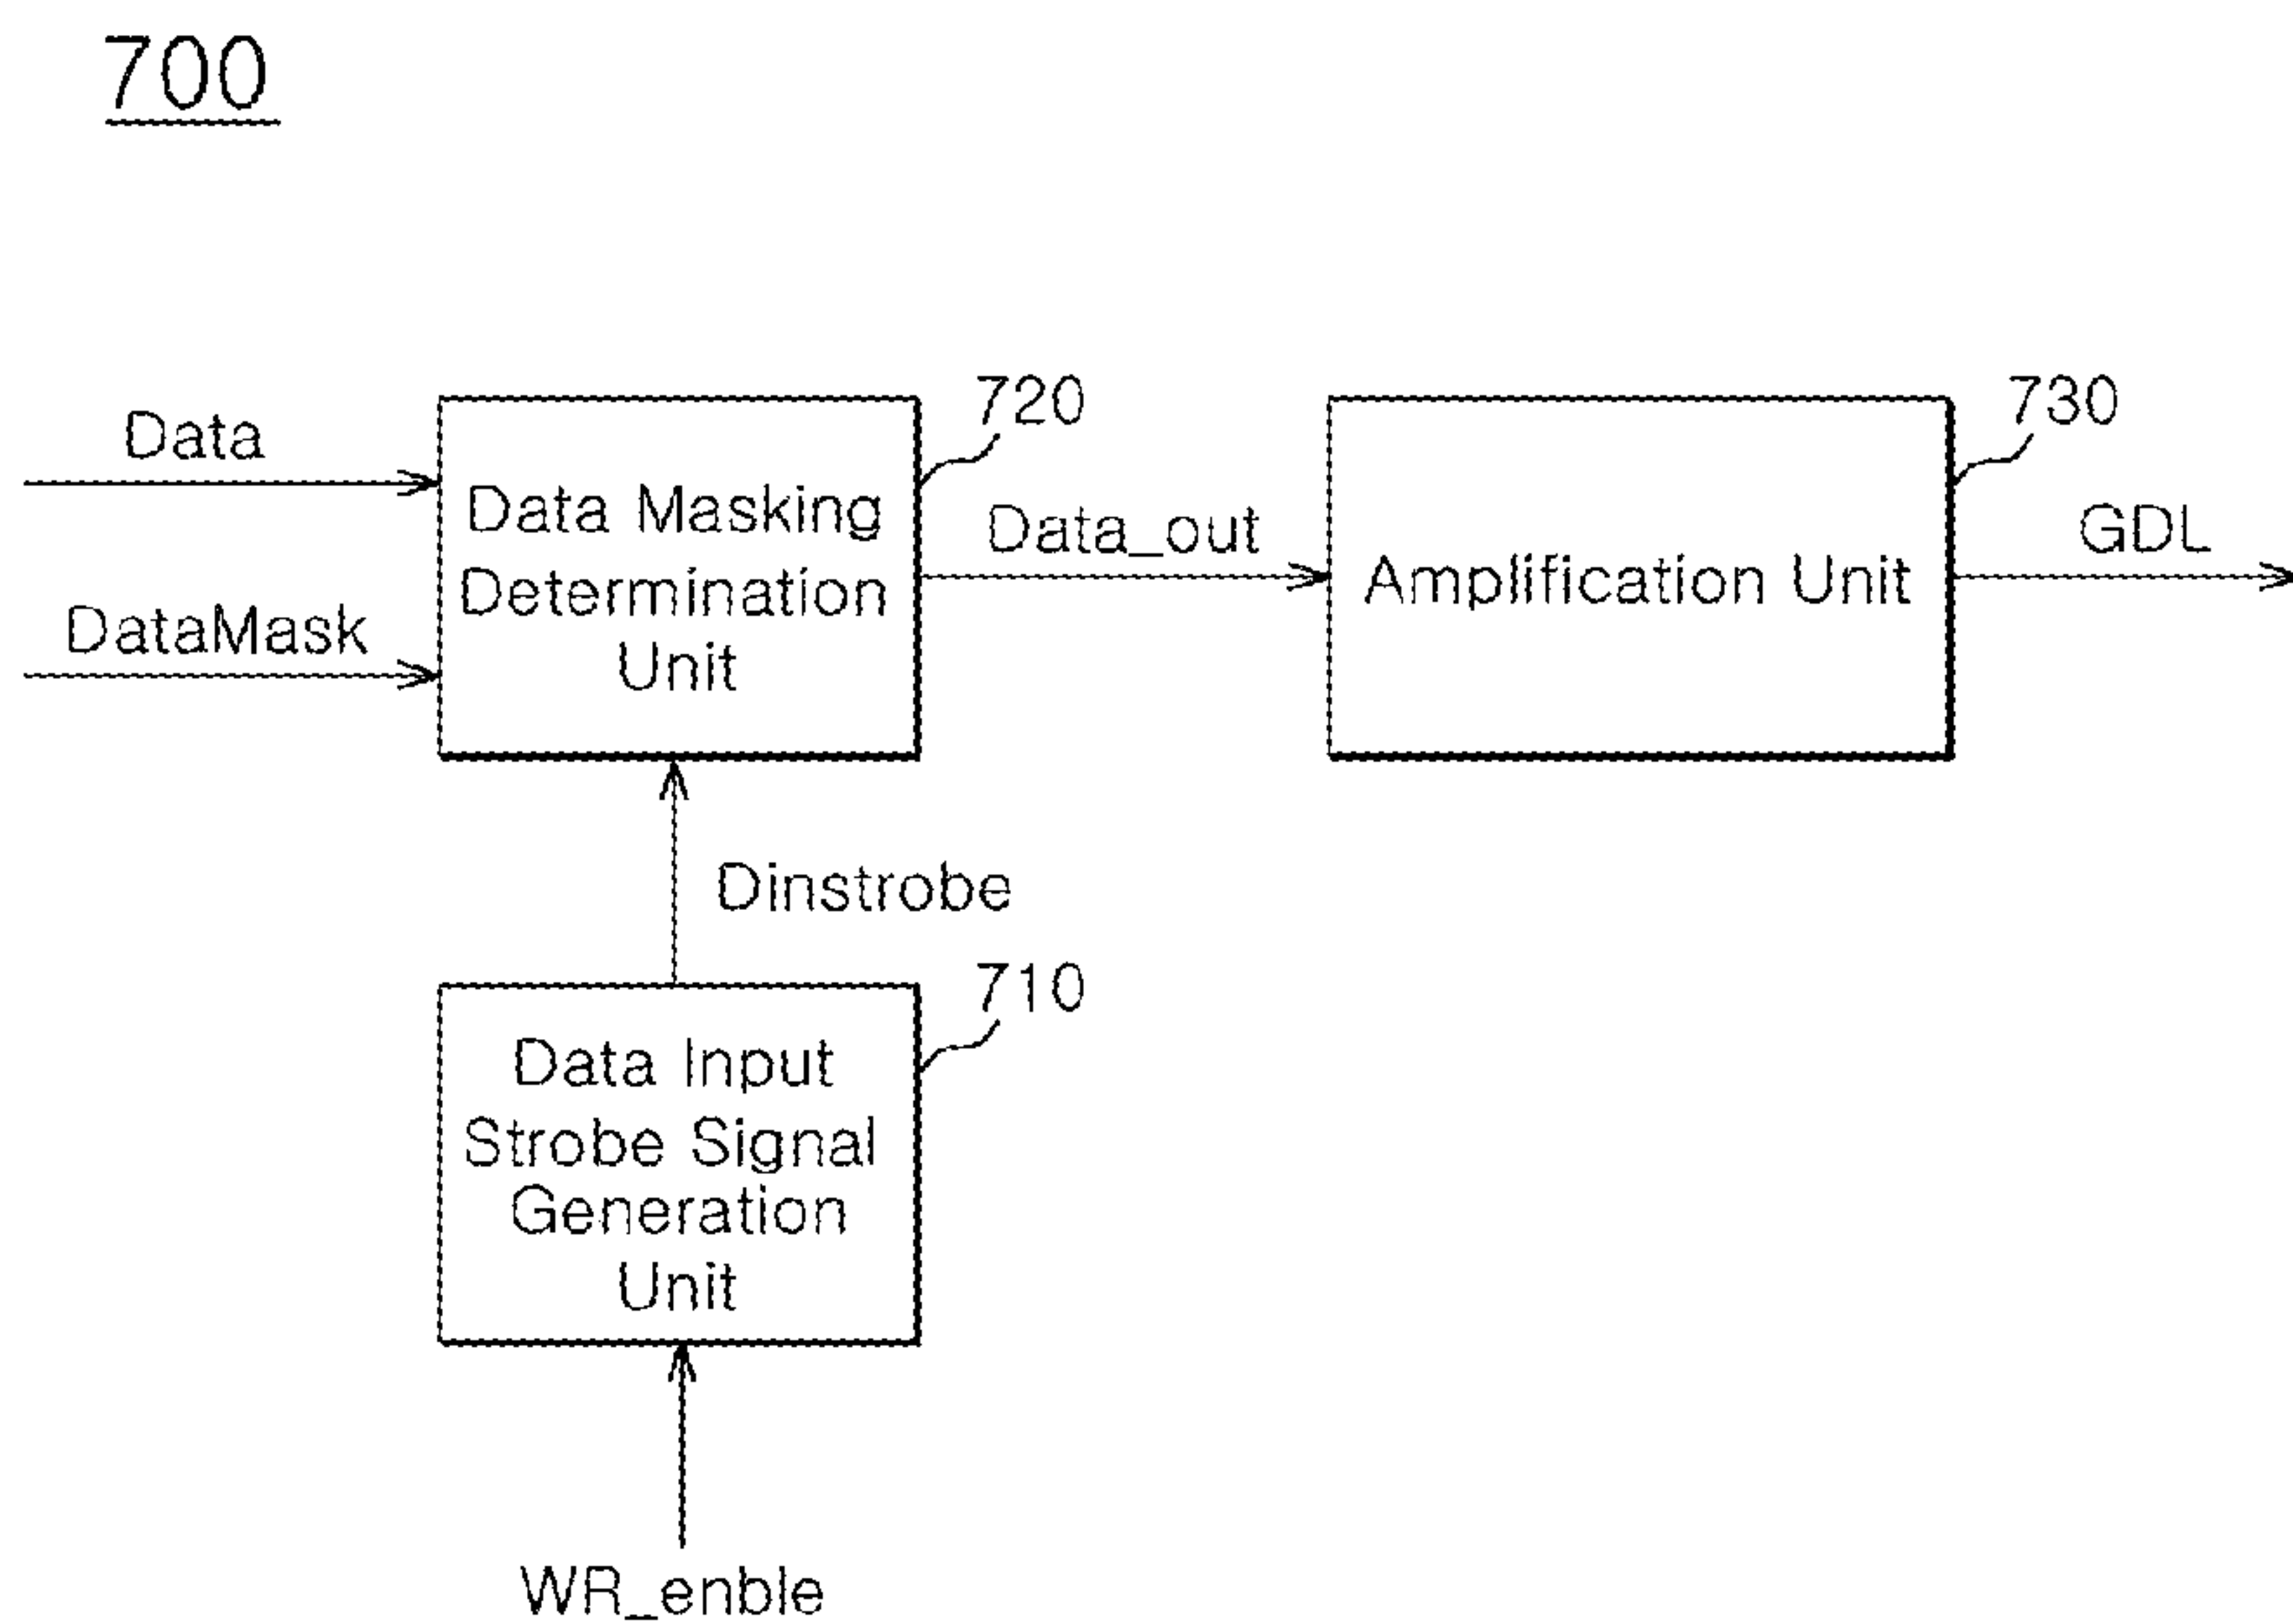 700
Data
DataMask
Data Masking
Determination
Unit
720
Data_out
Amplification Unit
730
GDL
Dinstrobe
Data Input
Strobe Signal
Generation
Unit
710
WR_enble